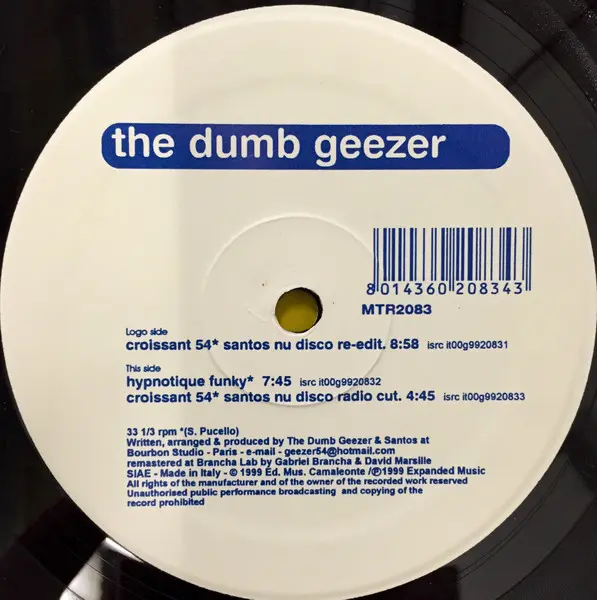 the dumb geezer
8 014360 208343
MTR2083
Logo side
croissant 54* santos nu disco re-edit. 8:58 isrc it00g9920831
This side
hypnotique funky* 7:45 isrc it00g9920832
croissant 54* santos nu disco radio cut. 4:45 isrc it00g9920833
33 1/3 rpm *(S. Pucello)
Written, arranged & produced by The Dumb Geezer & Santos at
Bourbon Studio - Paris - e-mail - geezer54@hotmail.com
remastered at Brancha Lab by Gabriel Brancha & David Marsille
SIAE - Made in Italy - © 1999 Ed. Mus. Camaleonte /℗1999 Expanded Music
All rights of the manufacturer and of the owner of the recorded work reserved
Unauthorised public performance broadcasting and copying of the
record prohibited